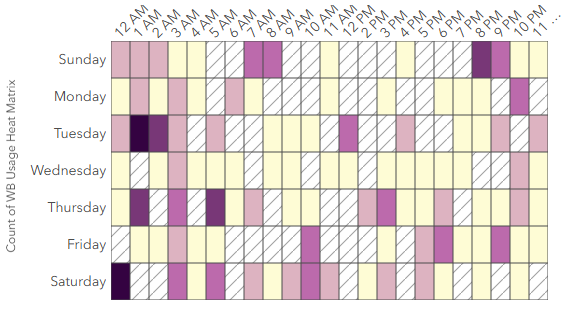 12 AM
1 AM
2 AM
3 AM
4 AM
5 AM
6 AM
7 AM
8 AM
9 AM
10 AM
11 AM
12 PM
2 PM
3 PM
4 PM
5 PM
6 PM
7 PM
8 PM
9 PM
10 PM
11 ...
Count of WB Usage Heat Matrix
Sunday
Monday
Tuesday
Wednesday
Thursday
Friday
Saturday